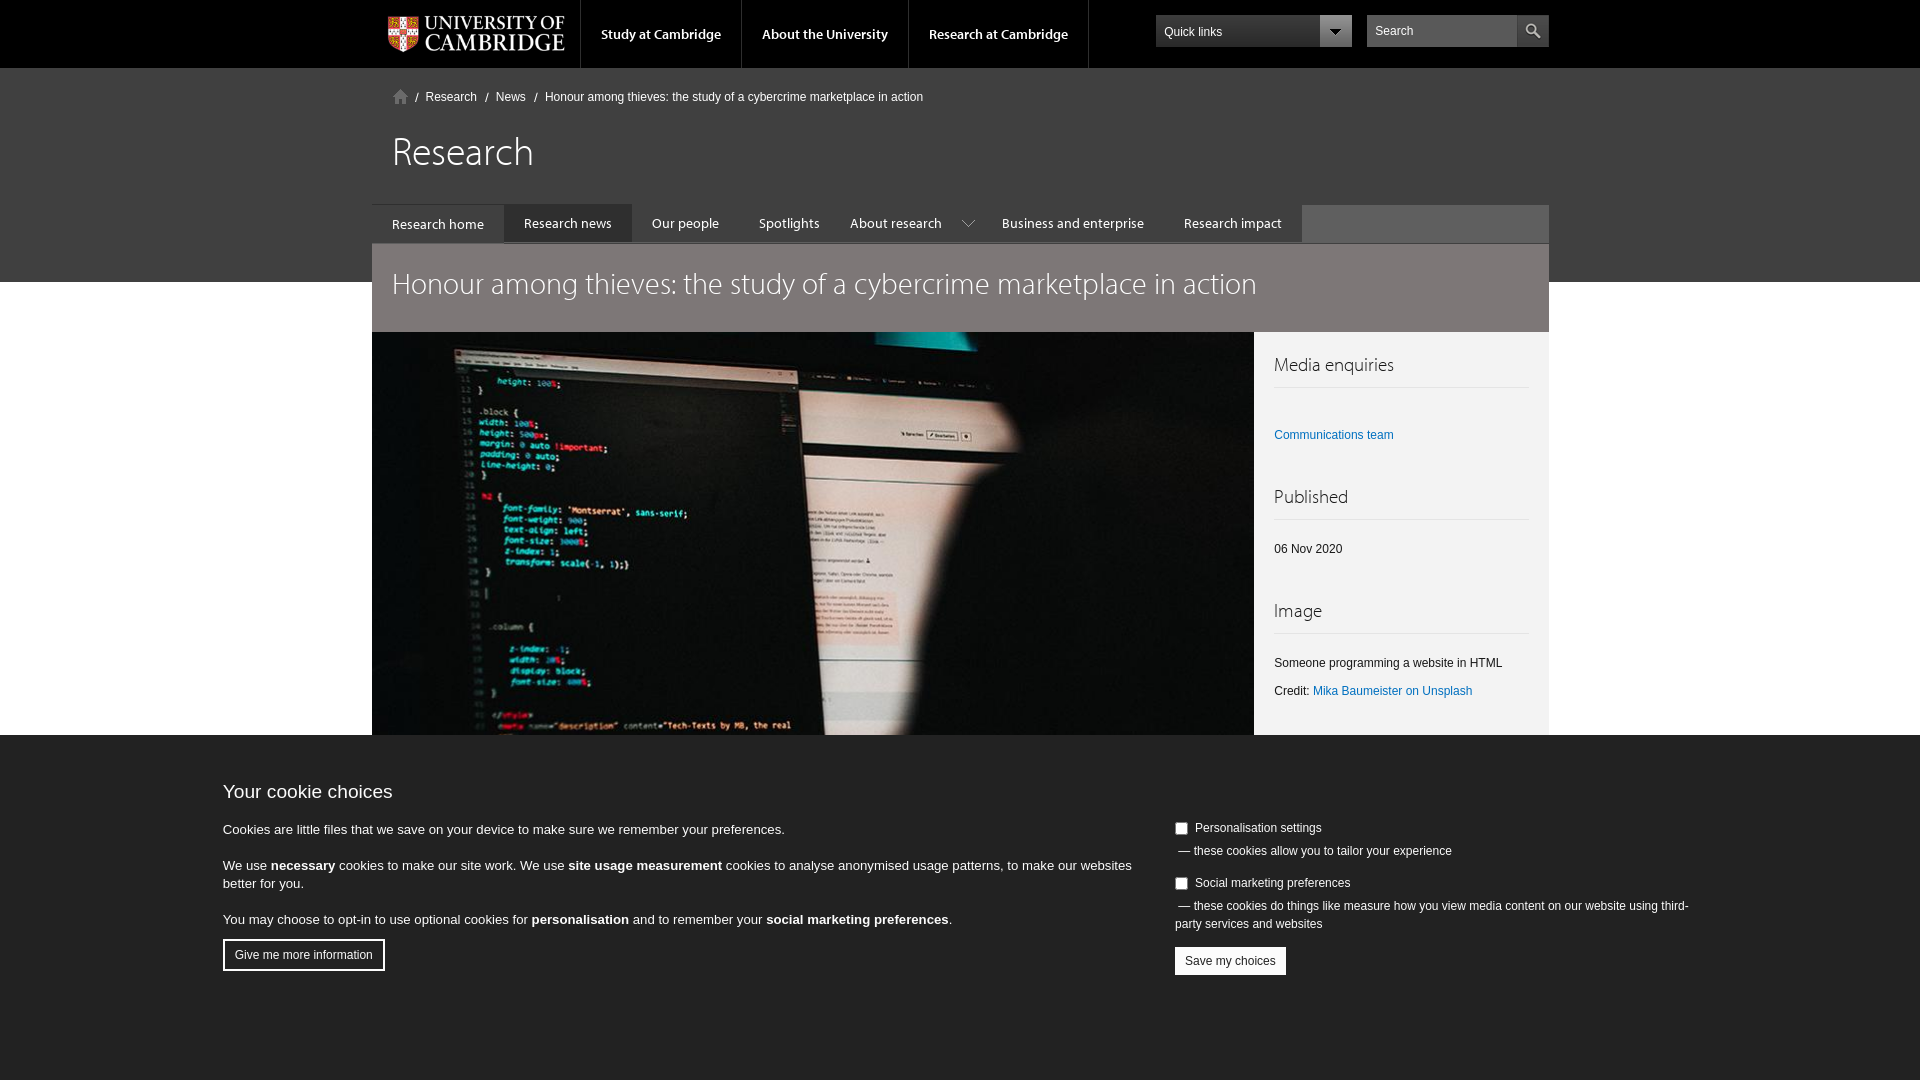 UNIVERSITY OF
CAMBRIDGE
Study at Cambridge
About the University
Research at Cambridge
Quick links
Search
/ Research / News / Honour among thieves: the study of a cybercrime marketplace in action
Research
Research home
Research news
Our people
Spotlights
About research
Business and enterprise
Research impact
Honour among thieves: the study of a cybercrime marketplace in action
height: 100%;
}
.block {
width: 100%;
height: 500px;
margin: 0 auto !important;
padding: 0 auto;
line-height: 0;
}
h2 {
font-family: 'Montserrat', sans-serif;
font-weight: 900;
text-align: left;
font-size: 3000%;
z-index: 1;
transform: scale(-1, 1);}
}
.column {
z-index: -1;
width: 20%;
display: block;
font-size: 400%;
}
</style>
<meta name="description" content="Tech-Texts by MB, the real
Media enquiries
Communications team
Published
06 Nov 2020
Image
Someone programming a website in HTML
Credit: Mika Baumeister on Unsplash
Your cookie choices
Cookies are little files that we save on your device to make sure we remember your preferences.
We use necessary cookies to make our site work. We use site usage measurement cookies to analyse anonymised usage patterns, to make our websites
better for you.
You may choose to opt-in to use optional cookies for personalisation and to remember your social marketing preferences.
Give me more information
Personalisation settings
— these cookies allow you to tailor your experience
Social marketing preferences
— these cookies do things like measure how you view media content on our website using third-
party services and websites
Save my choices